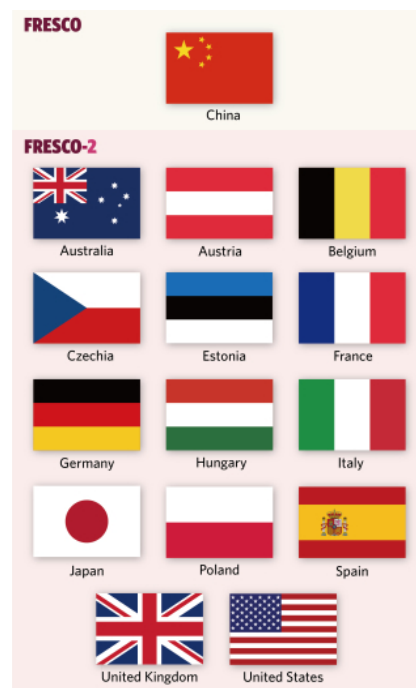 FRESCO
China
FRESCO-2
Australia Austria Belgium
Czechia Estonia France
Germany Hungary Italy
Japan Poland Spain
United Kingdom United States